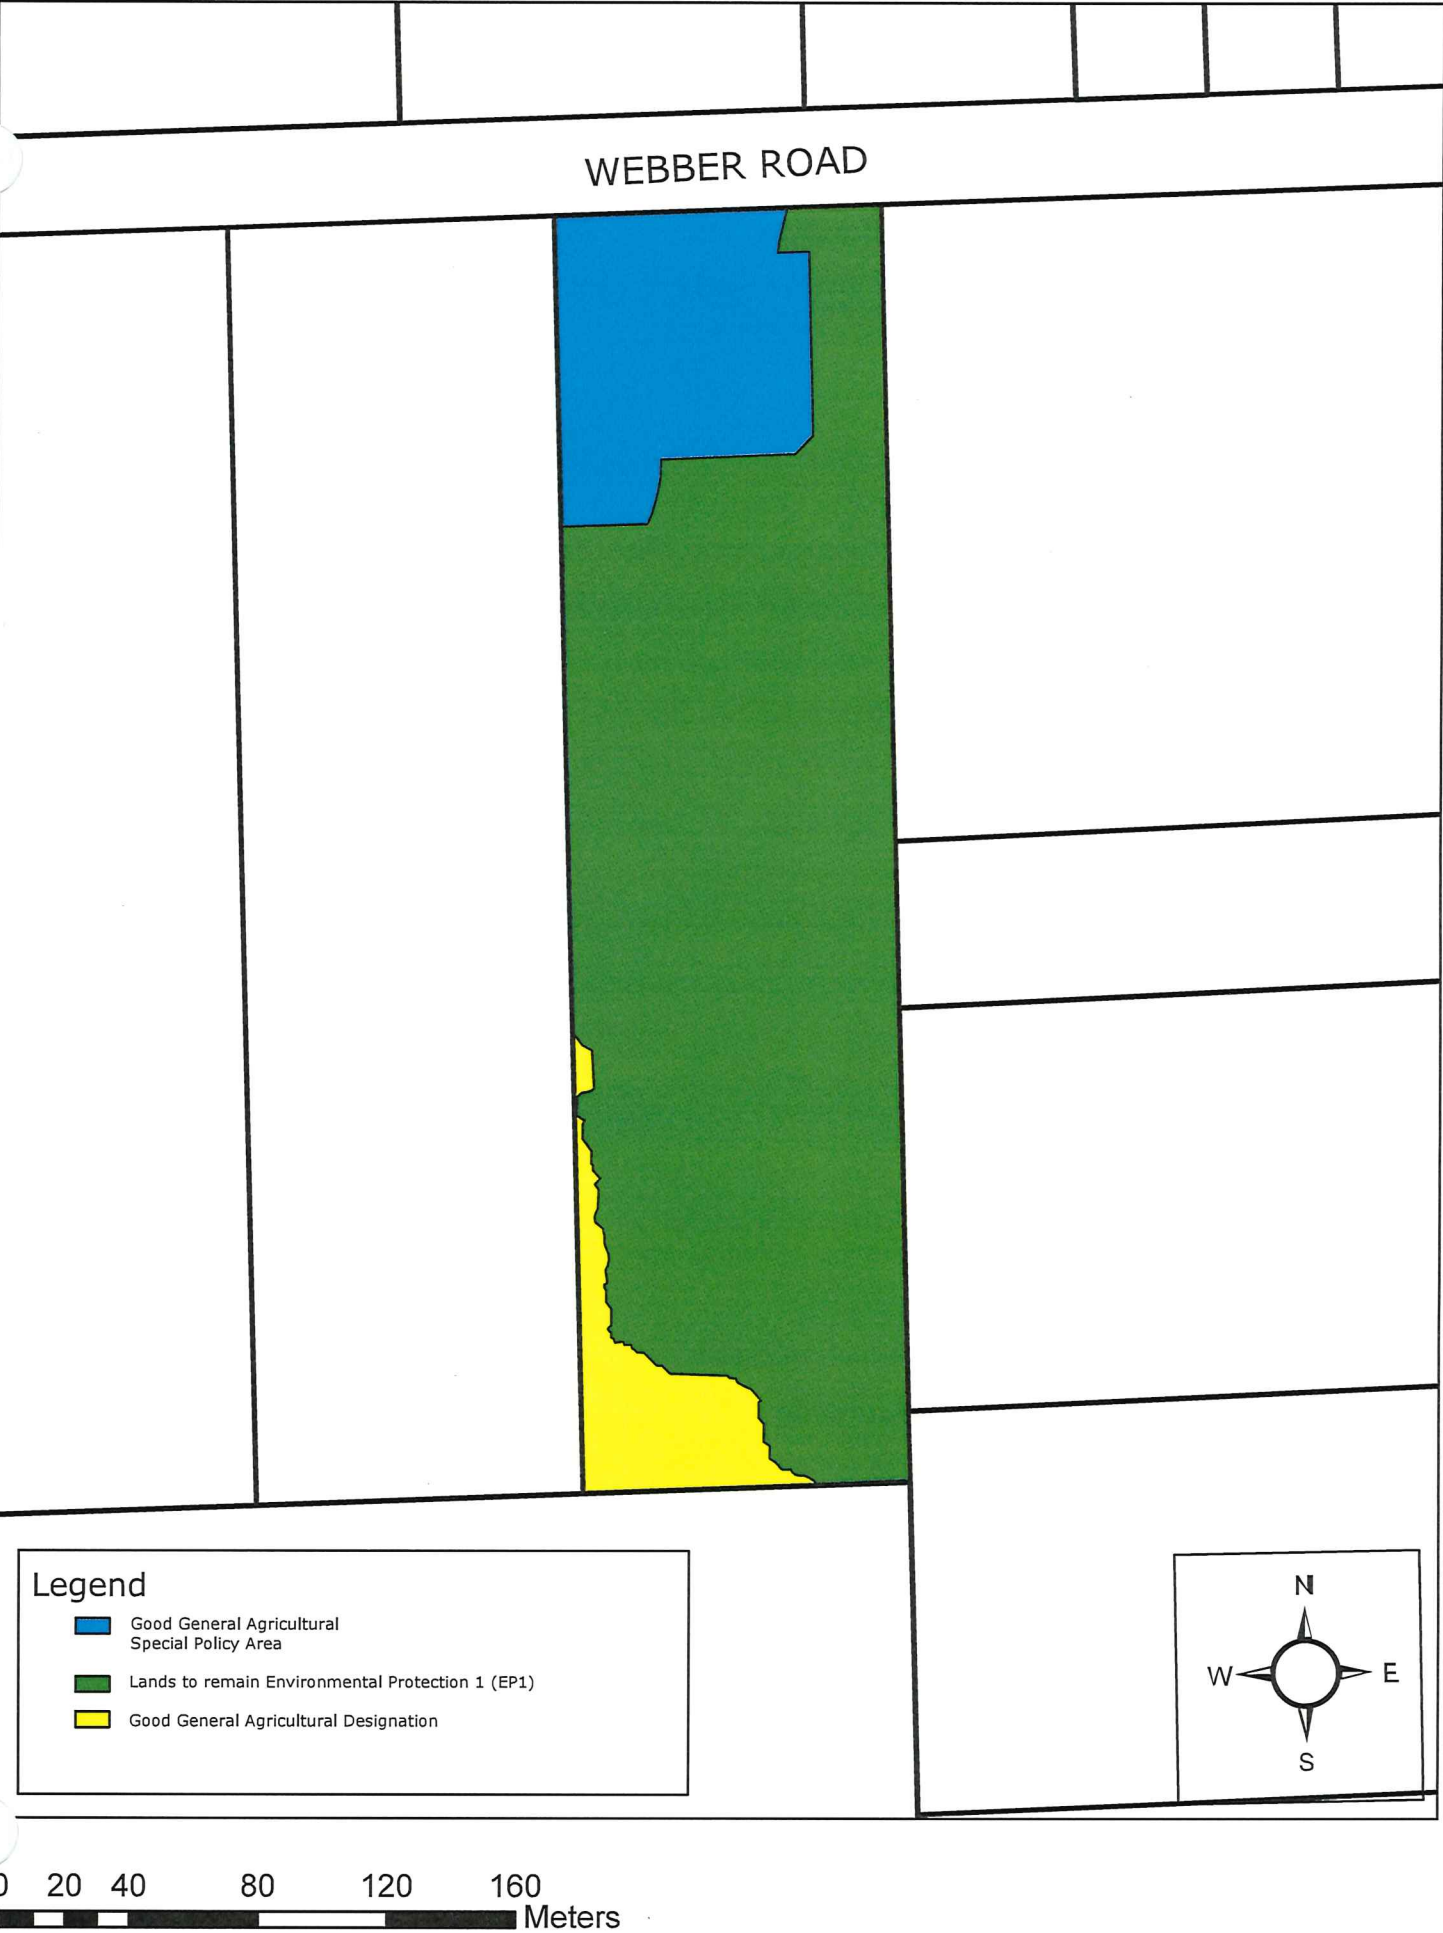 WEBBER ROAD
Legend
Good General Agricultural
Special Policy Area
Lands to remain Environmental Protection 1 (EP1)
Good General Agricultural Designation
N
W E
S
0 20 40 80 120 160
Meters